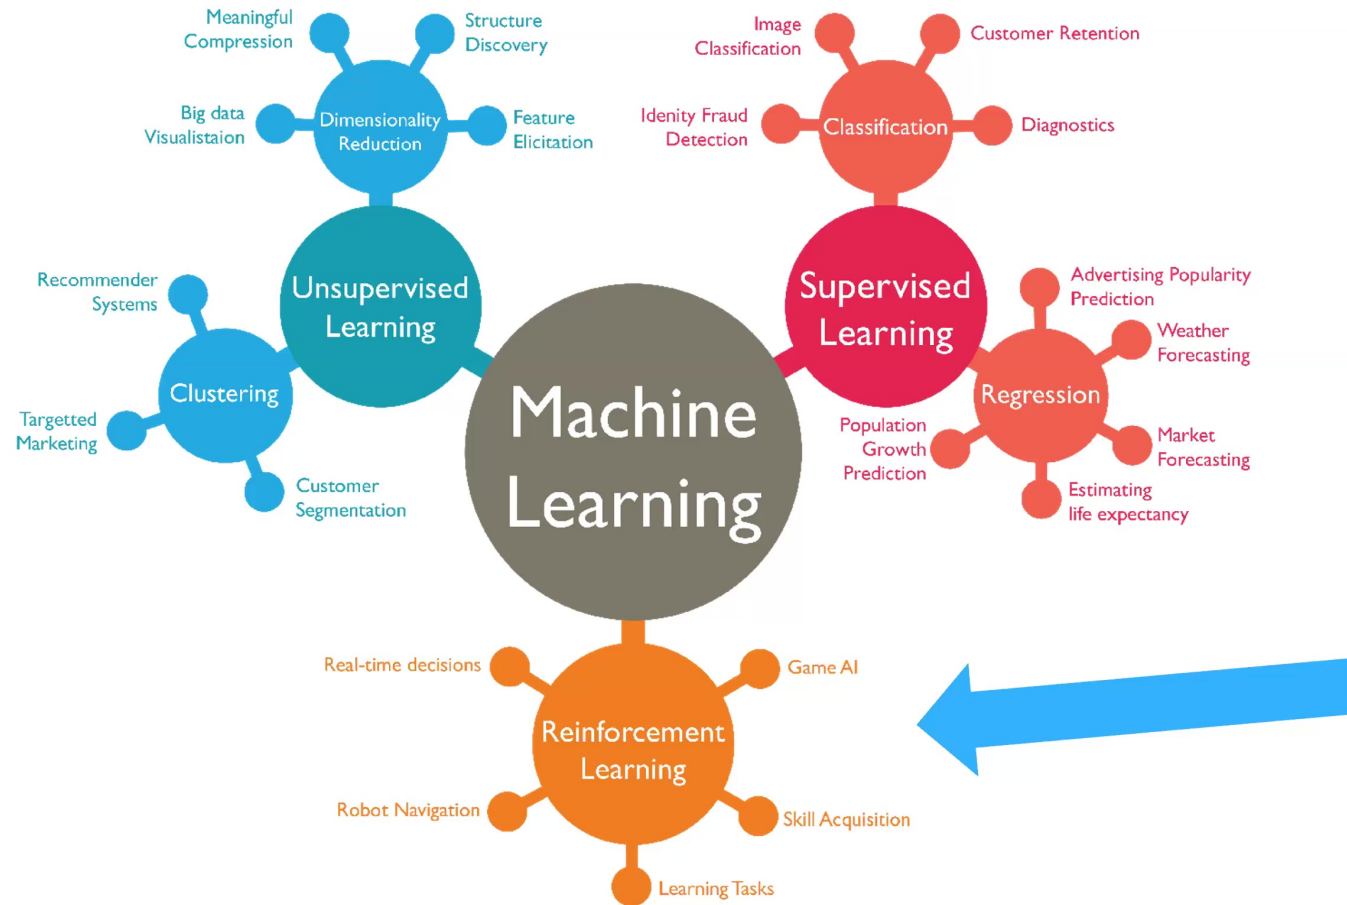 Meaningful
Compression
Structure
Discovery
Big data
Visualistaion
Dimensionality
Reduction
Feature
Elicitation
Image
Classification
Customer Retention
Idenity Fraud
Detection
Classification
Diagnostics
Unsupervised
Learning
Supervised
Learning
Recommender
Systems
Clustering
Targetted
Marketing
Customer
Segmentation
Machine
Learning
Advertising Popularity
Prediction
Weather
Forecasting
Regression
Population
Growth
Prediction
Market
Forecasting
Estimating
life expectancy
Real-time decisions
Game AI
Reinforcement
Learning
Robot Navigation
Skill Acquisition
Learning Tasks